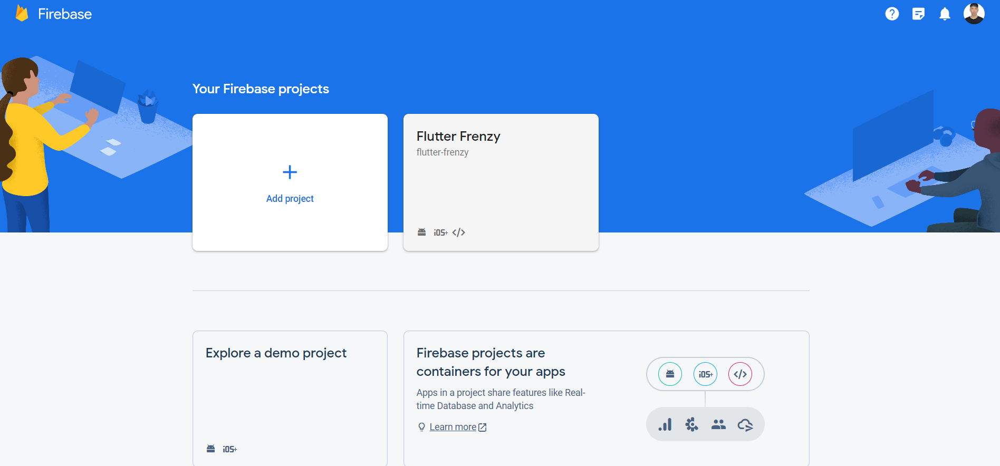 Firebase
Your Firebase projects
Add project
Flutter Frenzy
flutter-frenzy
iOS+ </>
Explore a demo project
iOS+
Firebase projects are
containers for your apps
Apps in a project share features like Real-
time Database and Analytics
Learn more
iOS+ </>